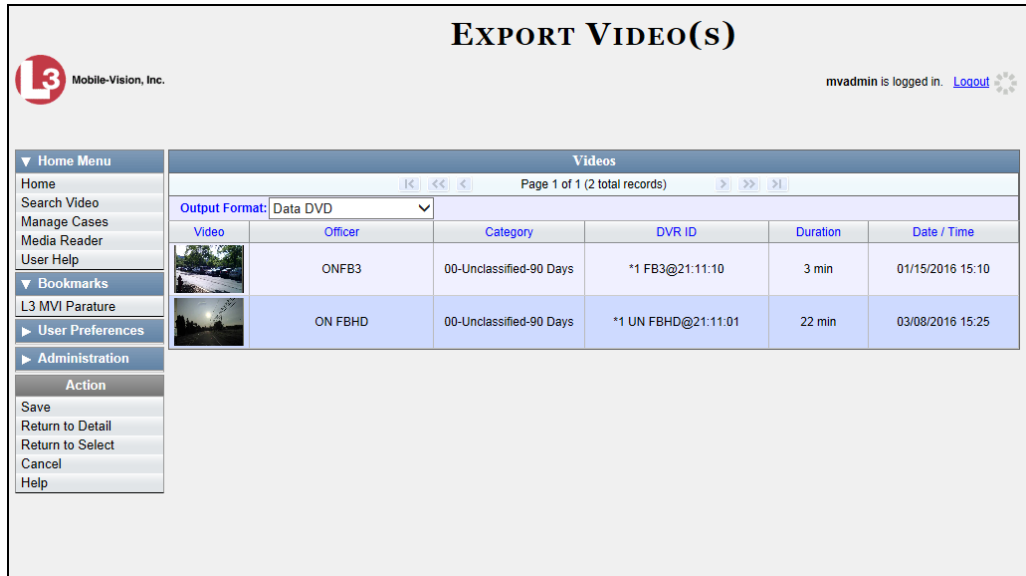 EXPORT VIDEO(S)
L3 Mobile-Vision, Inc.
mvadmin is logged in. Logout
▼ Home Menu
Home
Search Video
Manage Cases
Media Reader
User Help
▼ Bookmarks
L3 MVI Parature
► User Preferences
► Administration
Action
Save
Return to Detail
Return to Select
Cancel
Help
Videos
|< << < Page 1 of 1 (2 total records) > >> >|
Output Format: Data DVD
Video Officer Category DVR ID Duration Date / Time
ONFB3 00-Unclassified-90 Days *1 FB3@21:11:10 3 min 01/15/2016 15:10
ON FBHD 00-Unclassified-90 Days *1 UN FBHD@21:11:01 22 min 03/08/2016 15:25